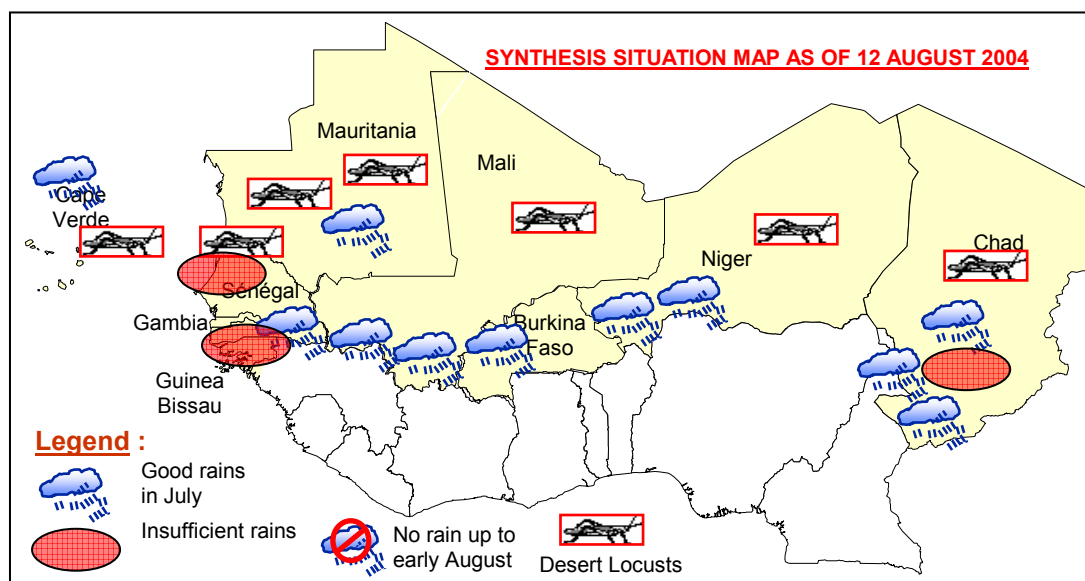 SYNTHESIS SITUATION MAP AS OF 12 AUGUST 2004
Mauritania
Mali
Cape
Verde
Niger
Chad
Sénégal
Gambia
Burkina
Faso
Guinea
Bissau
Legend :
Good rains
in July
Insufficient rains
No rain up to
early August
Desert Locusts